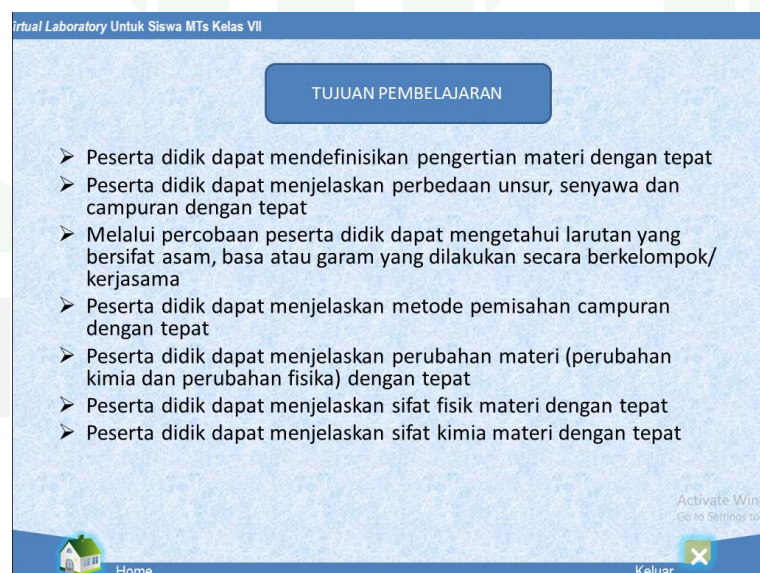 irtual Laboratory Untuk Siswa MTs Kelas VII
TUJUAN PEMBELAJARAN
➢ Peserta didik dapat mendefinisikan pengertian materi dengan tepat
➢ Peserta didik dapat menjelaskan perbedaan unsur, senyawa dan
campuran dengan tepat
➢ Melalui percobaan peserta didik dapat mengetahui larutan yang
bersifat asam, basa atau garam yang dilakukan secara berkelompok/
kerjasama
➢ Peserta didik dapat menjelaskan metode pemisahan campuran
dengan tepat
➢ Peserta didik dapat menjelaskan perubahan materi (perubahan
kimia dan perubahan fisika) dengan tepat
➢ Peserta didik dapat menjelaskan sifat fisik materi dengan tepat
➢ Peserta didik dapat menjelaskan sifat kimia materi dengan tepat
Activate Win
Go to Settings to
Home
Keluar